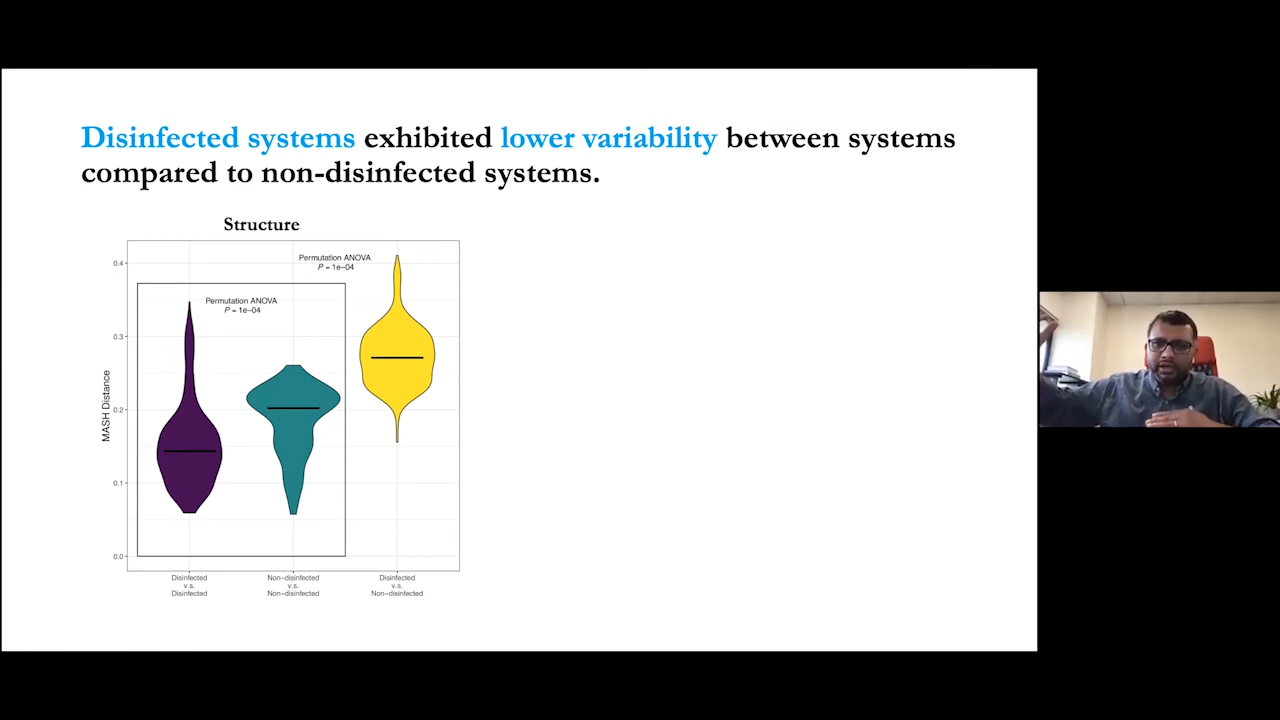 Disinfected systems exhibited lower variability between systems
compared to non-disinfected systems.
Structure
Permutation ANOVA
P = 1e−04
Permutation ANOVA
P = 1e−04
MASH Distance
0.4
0.3
0.2
0.1
0.0
Disinfected
v.s.
Disinfected
Non−disinfected
v.s.
Non−disinfected
Disinfected
v.s.
Non−disinfected